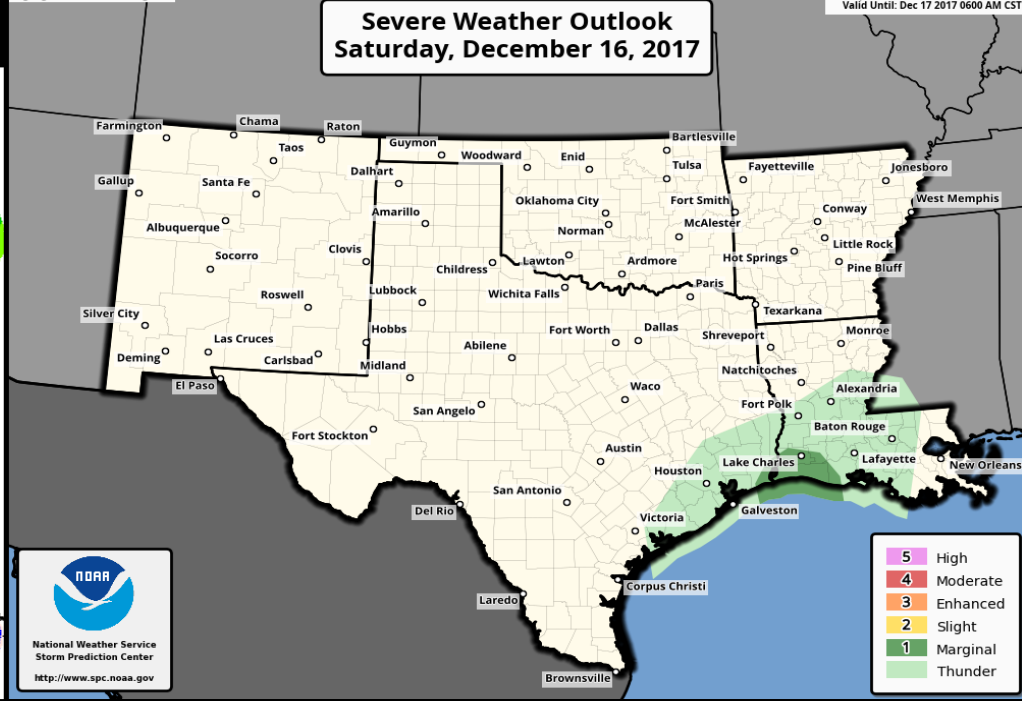 Valid Until: Dec 17 2017 0600 AM CST
Severe Weather Outlook
Saturday, December 16, 2017
Farmington
Chama
Raton
Taos
Guymon
Woodward
Enid
Bartlesville
Tulsa
Fayetteville
Jonesboro
Gallup
Santa Fe
Dalhart
Albuquerque
Amarillo
Oklahoma City
Norman
Fort Smith
McAlester
Conway
West Memphis
Socorro
Clovis
Childress
Lawton
Ardmore
Hot Springs
Little Rock
Pine Bluff
Roswell
Lubbock
Wichita Falls
Paris
Texarkana
Silver City
Las Cruces
Hobbs
Abilene
Fort Worth
Dallas
Shreveport
Monroe
Deming
Carlsbad
Midland
Natchitoches
El Paso
San Angelo
Waco
Fort Polk
Alexandria
Fort Stockton
Austin
Baton Rouge
Houston
Lake Charles
Lafayette
New Orleans
Del Rio
San Antonio
Victoria
Galveston
Laredo
Corpus Christi
Brownsville
NOAA
National Weather Service
Storm Prediction Center
http://www.spc.noaa.gov
5 High
4 Moderate
3 Enhanced
2 Slight
1 Marginal
Thunder